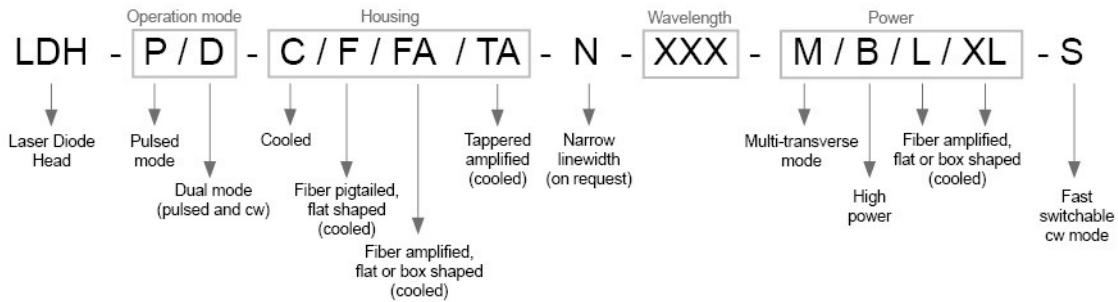 Operation mode
Housing
Wavelength
Power
LDH - P / D - C / F / FA / TA - N - XXX - M / B / L / XL - S
Laser Diode
Head
Pulsed
mode
Dual mode
(pulsed and cw)
Cooled
Fiber pigtailed,
flat shaped
(cooled)
Fiber amplified,
flat or box shaped
(cooled)
Tappered
amplified
(cooled)
Narrow
linewidth
(on request)
Multi-transverse
mode
High
power
Fiber amplified,
flat or box shaped
(cooled)
Fast
switchable
cw mode